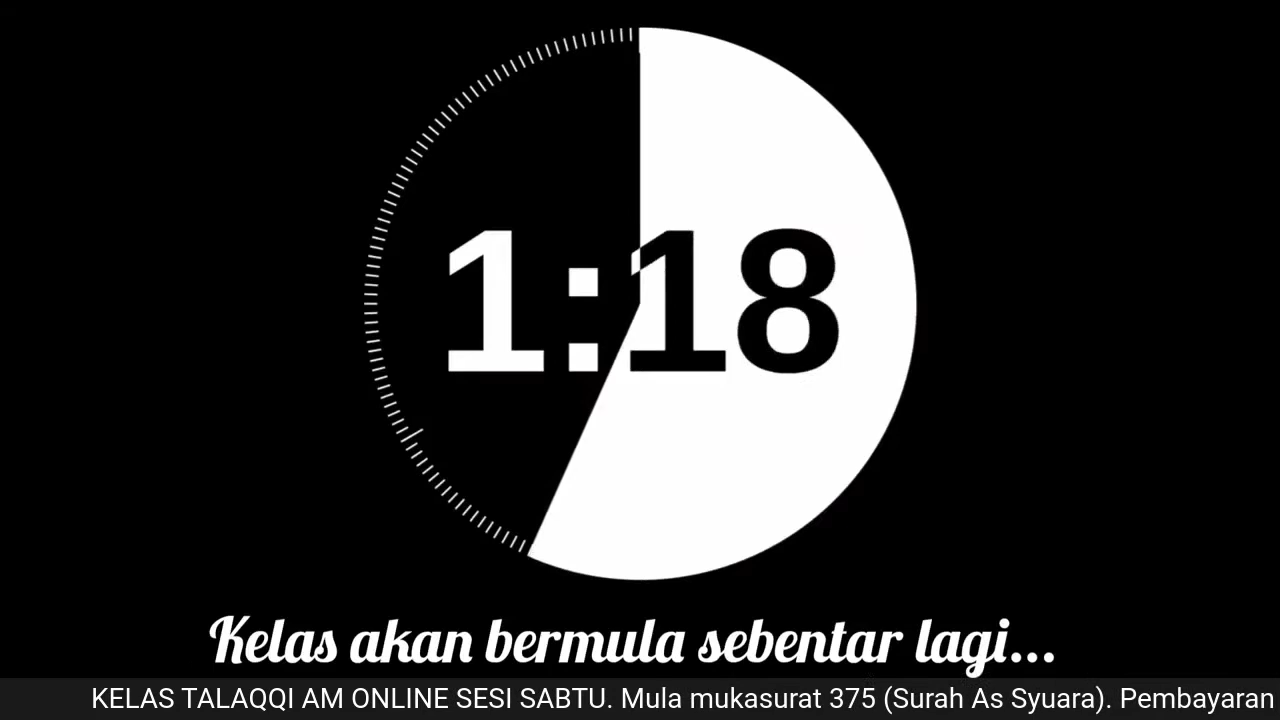 1:18
Kelas akan bermula sebentar lagi...
KELAS TALAQQI AM ONLINE SESI SABTU. Mula mukasurat 375 (Surah As Syuara). Pembayaran